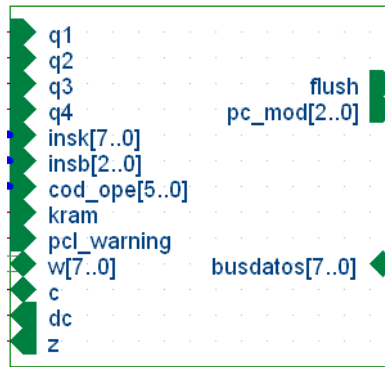 q1
q2
q3
flush
q4
pc_mod[2..0]
insk[7..0]
insb[2..0]
cod_ope[5..0]
kram
pcl_warning
w[7..0]
busdatos[7..0]
c
dc
z